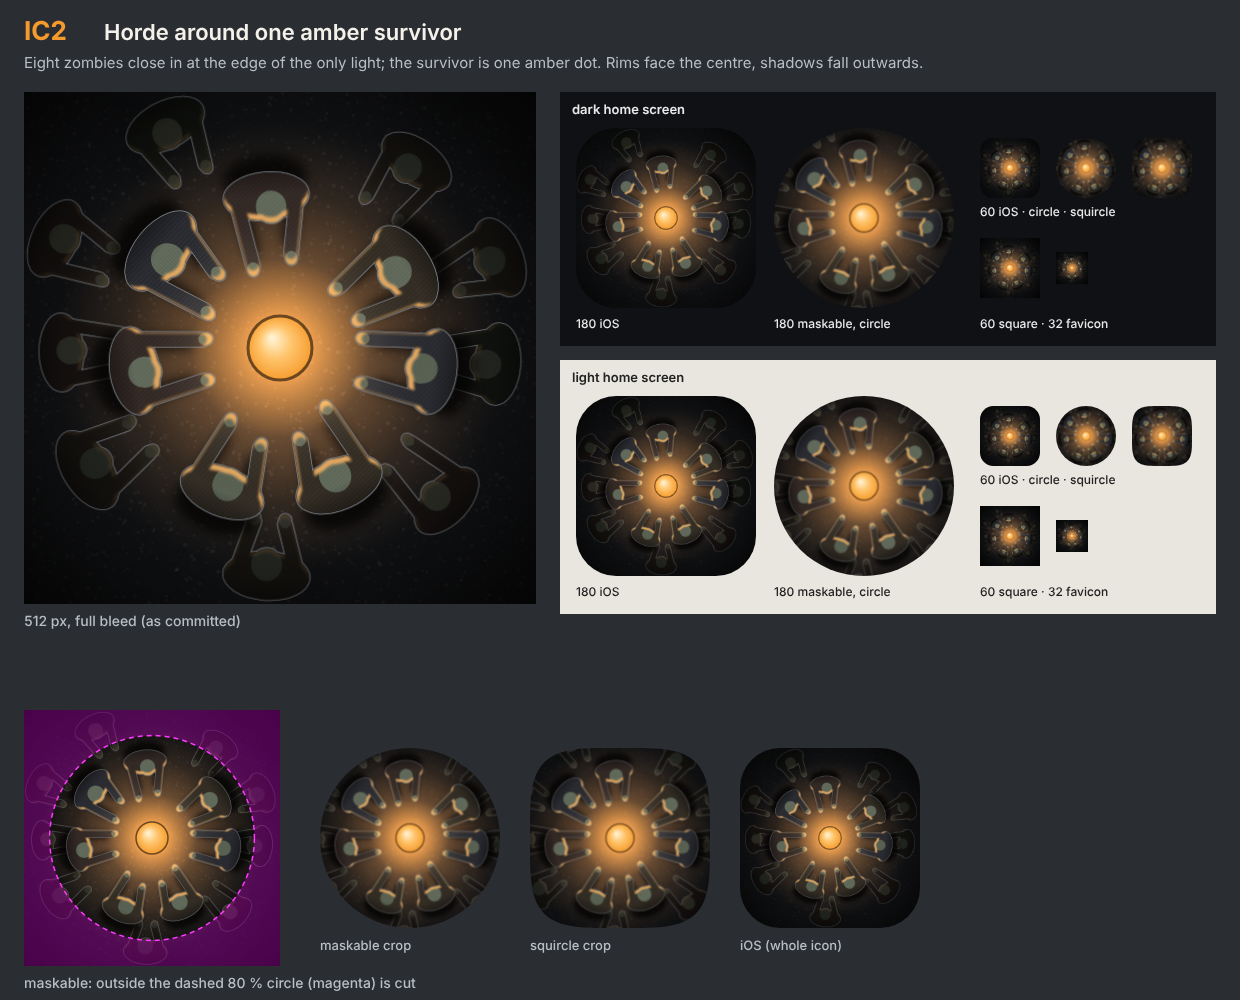 IC2 Horde around one amber survivor
Eight zombies close in at the edge of the only light; the survivor is one amber dot. Rims face the centre, shadows fall outwards.
512 px, full bleed (as committed)
dark home screen
180 iOS
180 maskable, circle
60 iOS · circle · squircle
60 square · 32 favicon
light home screen
180 iOS
180 maskable, circle
60 iOS · circle · squircle
60 square · 32 favicon
maskable: outside the dashed 80 % circle (magenta) is cut
maskable crop
squircle crop
iOS (whole icon)